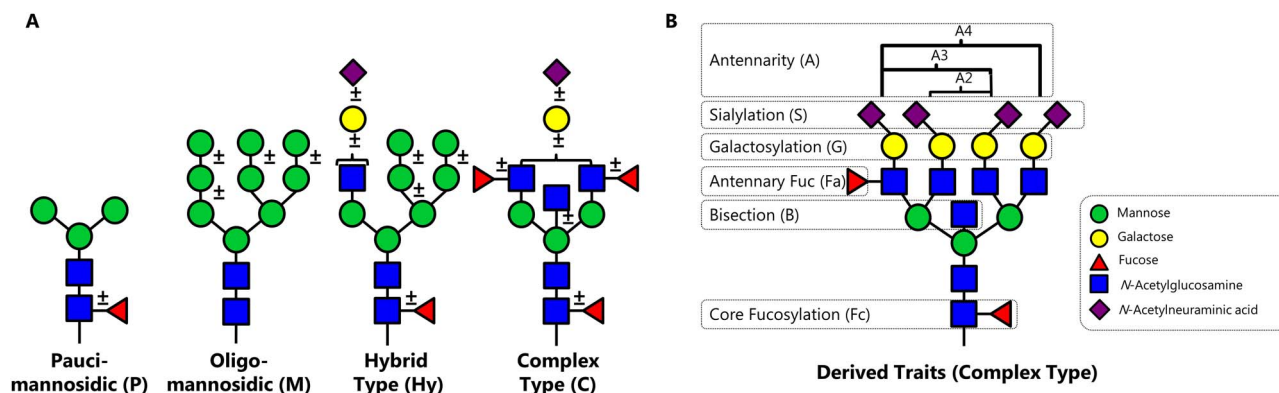 A
±
±
± ± ±
±
±
±
±
±
±
±
±
±
± ±
±
±
Pauci-
mannosidic (P)
Oligo-
mannosidic (M)
Hybrid
Type (Hy)
Complex
Type (C)
B
Antennarity (A)
A4
A3
A2
Sialylation (S)
Galactosylation (G)
Antennary Fuc (Fa)
Bisection (B)
Core Fucosylation (Fc)
Derived Traits (Complex Type)
Mannose
Galactose
Fucose
N-Acetylglucosamine
N-Acetylneuraminic acid